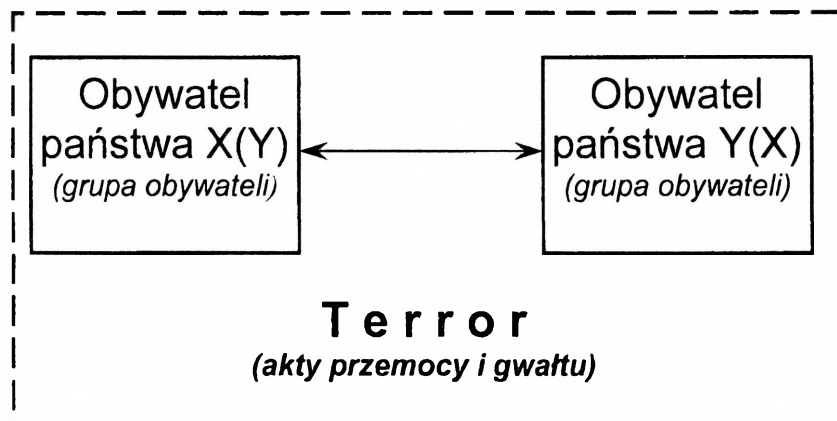 Obywatel
państwa X(Y)
(grupa obywateli)
Obywatel
państwa Y(X)
(grupa obywateli)
Terror
(akty przemocy i gwałtu)